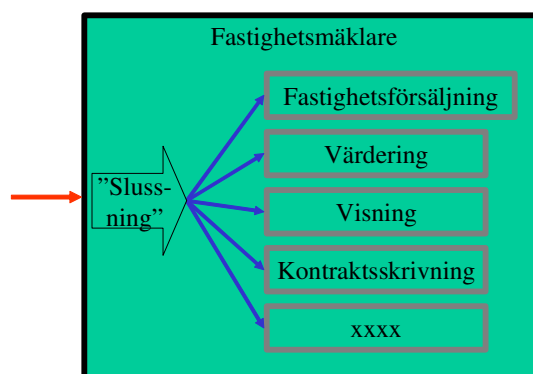 Fastighetsmäklare
Fastighetsförsäljning
Värdering
”Sluss-
ning”
Visning
Kontraktsskrivning
xxxx